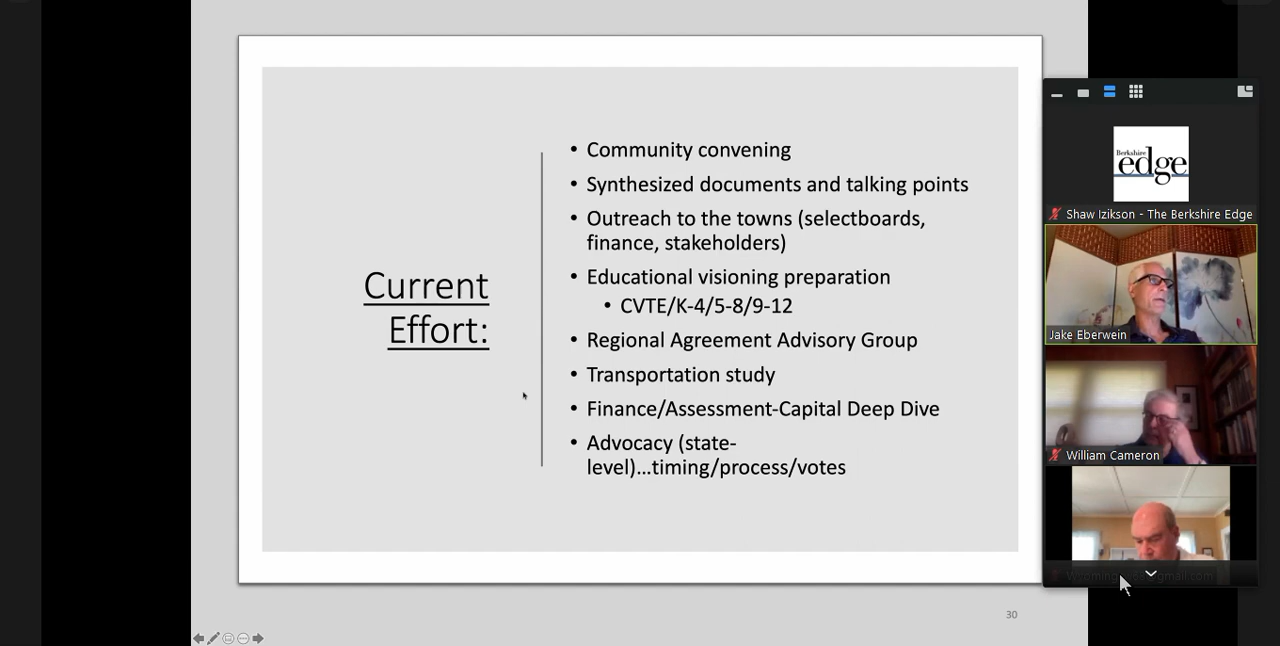 Current
Effort:
• Community convening
• Synthesized documents and talking points
• Outreach to the towns (selectboards,
finance, stakeholders)
• Educational visioning preparation
• CVTE/K-4/5-8/9-12
• Regional Agreement Advisory Group
• Transportation study
• Finance/Assessment-Capital Deep Dive
• Advocacy (state-
level)...timing/process/votes
30
Berkshire
edge
Shaw Izikson - The Berkshire Edge
Jake Eberwein
William Cameron